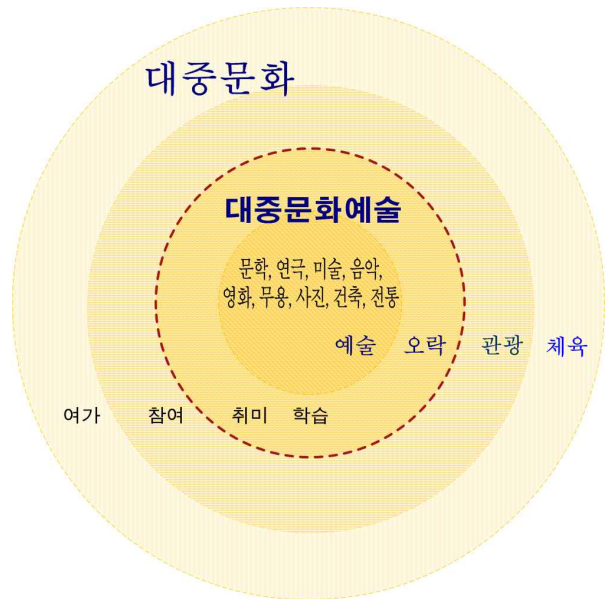 대중문화
대중문화예술
문학, 연극, 미술, 음악,
영화, 무용, 사진, 건축, 전통
예술 오락 관광 체육
여가 참여 취미 학습